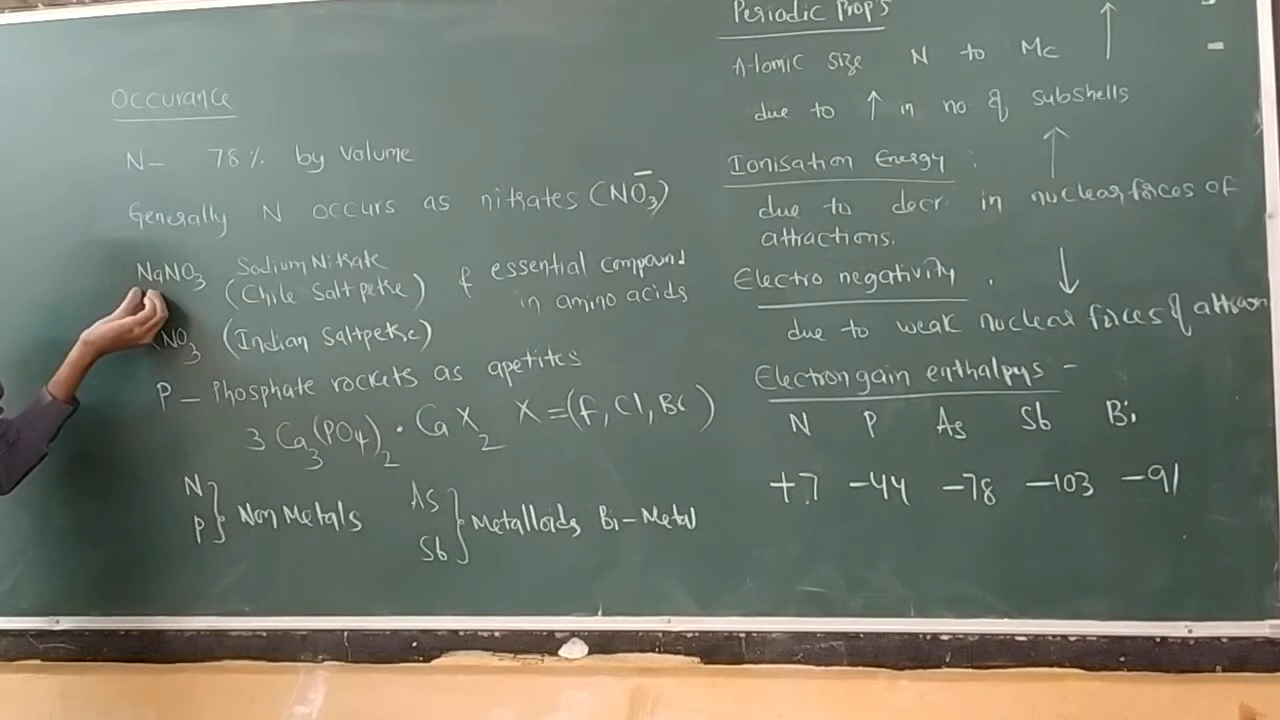 Occurance
N- 78% by volume
Generally N occurs as nitrates (NO₃⁻)
NaNO₃ Sodium Nitrate (Chile Saltpetre) & essential compound in amino acids
NO₃ (Indian Saltpetre)
P - Phosphate rockets as apetites
3 Ca₃(PO₄)₂ · CaX₂ X=(F, Cl, Br)
N P } Non Metals As Sb } Metalloids Bi-Metal
Periodic Prop's
Atomic size N to Mc ↑
due to ↑ in no of subshells
Ionisation Energy : ↑
due to decr in nuclear forces of
attractions.
Electro negativity . ↓
due to weak nuclear forces of attraction
Electron gain enthalpys -
N P As Sb Bi
+7 -44 -78 -103 -91